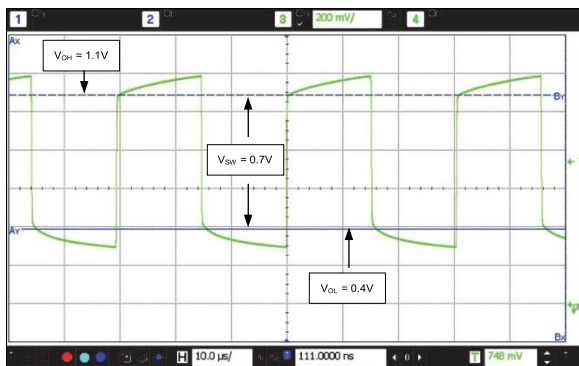 1 2 3 200 mV/ 4
Ax
V_OH = 1.1V
By
V_SW = 0.7V
Ay
V_OL = 0.4V
Bx
H 10.0 µs/ 111.0000 ns 0 T 748 mV